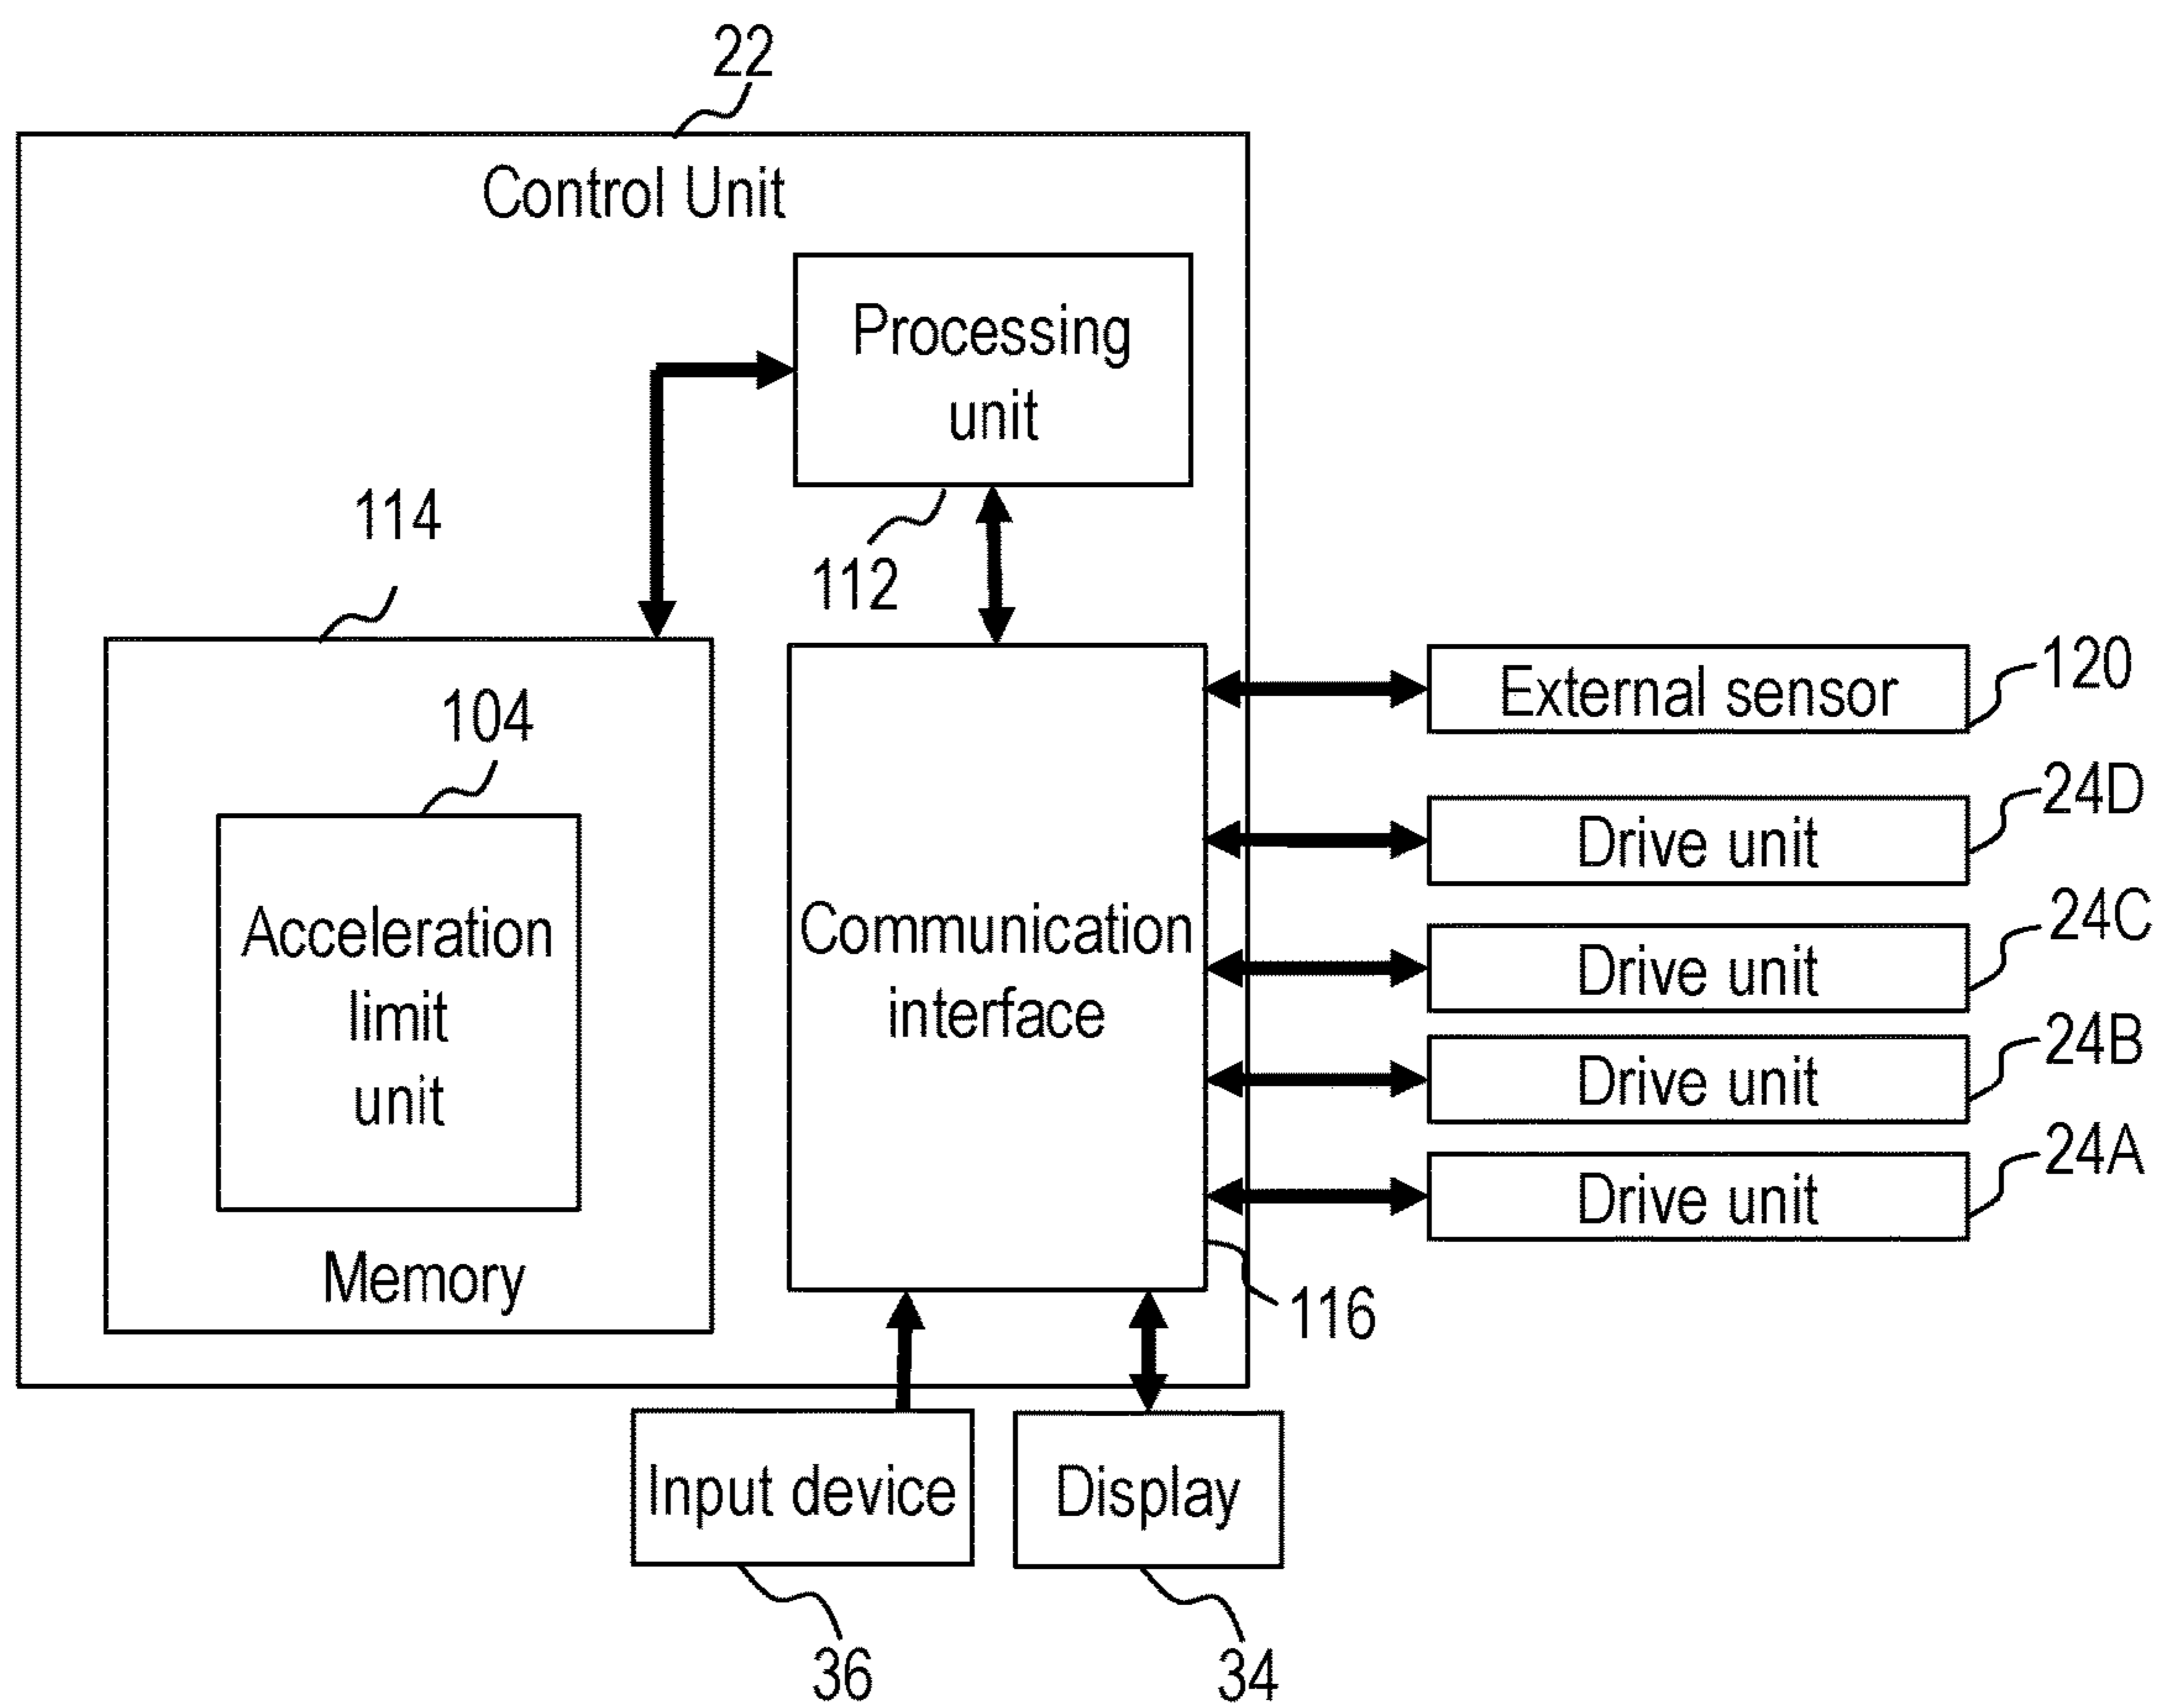 22
Control Unit
Processing
unit
114
112
104
Acceleration
limit
unit
Memory
Communication
interface
External sensor
120
Drive unit
24D
Drive unit
24C
Drive unit
24B
Drive unit
24A
116
Input device
Display
36
34